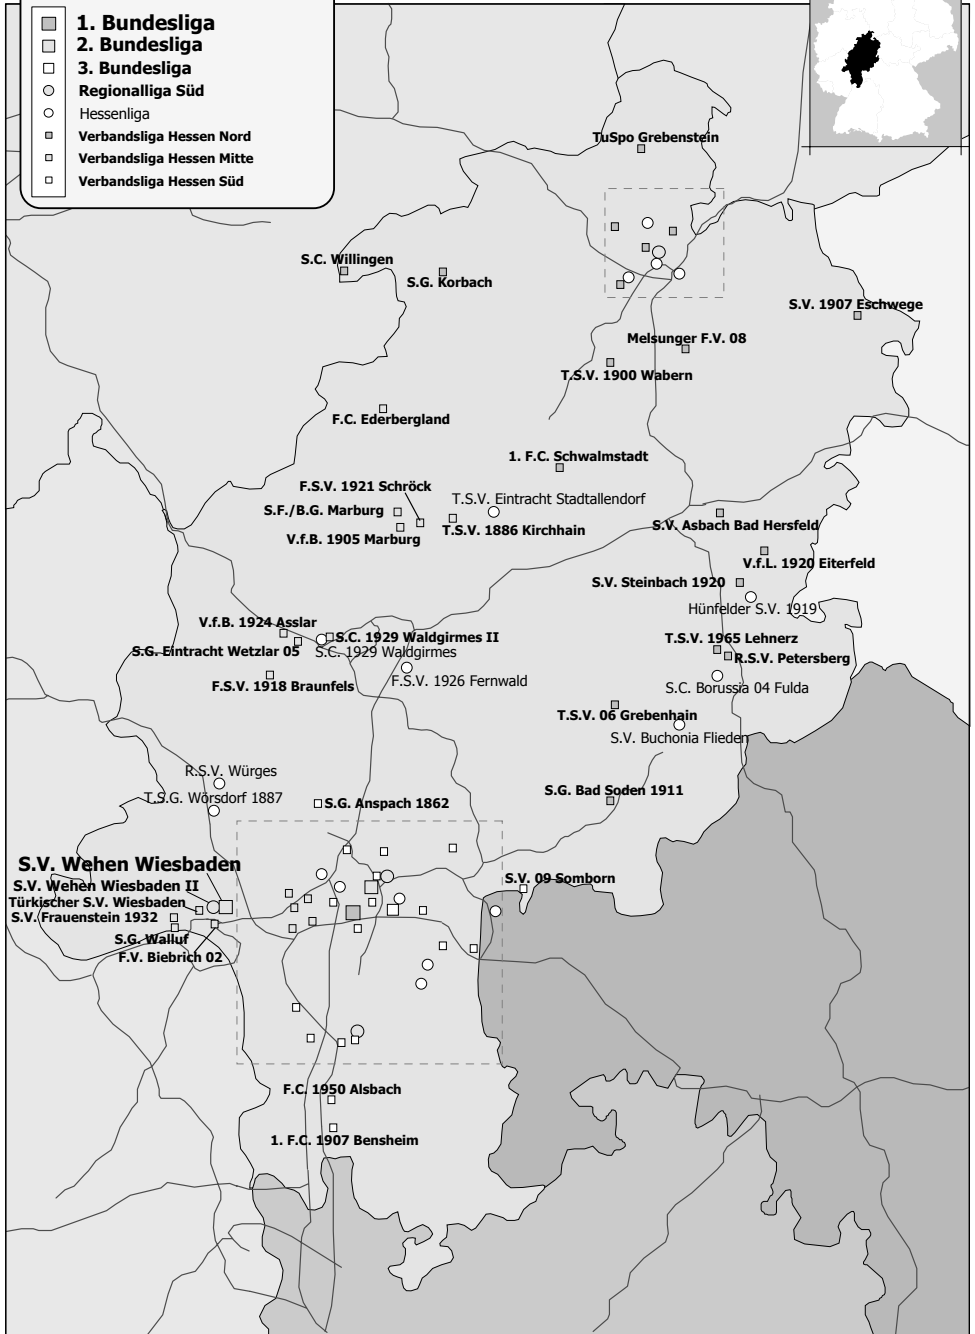 1. Bundesliga
2. Bundesliga
3. Bundesliga
Regionalliga Süd
Hessenliga
Verbandsliga Hessen Nord
Verbandsliga Hessen Mitte
Verbandsliga Hessen Süd
TuSpo Grebenstein
S.C. Willingen
S.G. Korbach
S.V. 1907 Eschwege
Melsunger F.V. 08
T.S.V. 1900 Wabern
F.C. Ederbergland
1. F.C. Schwalmstadt
F.S.V. 1921 Schröck
T.S.V. Eintracht Stadtallendorf
S.F./B.G. Marburg
T.S.V. 1886 Kirchhain
V.f.B. 1905 Marburg
S.V. Asbach Bad Hersfeld
V.f.L. 1920 Eiterfeld
S.V. Steinbach 1920
Hünfelder S.V. 1919
V.f.B. 1924 Asslar
S.C. 1929 Waldgirmes II
S.G. Eintracht Wetzlar 05
S.C. 1929 Waldgirmes
T.S.V. 1965 Lehnerz
R.S.V. Petersberg
F.S.V. 1918 Braunfels
F.S.V. 1926 Fernwald
S.C. Borussia 04 Fulda
T.S.V. 06 Grebenhain
S.V. Buchonia Flieden
R.S.V. Würges
T.S.G. Wörsdorf 1887
S.G. Anspach 1862
S.G. Bad Soden 1911
S.V. Wehen Wiesbaden
S.V. Wehen Wiesbaden II
Türkischer S.V. Wiesbaden
S.V. Frauenstein 1932
S.G. Walluf
F.V. Biebrich 02
S.V. 09 Somborn
F.C. 1950 Alsbach
1. F.C. 1907 Bensheim